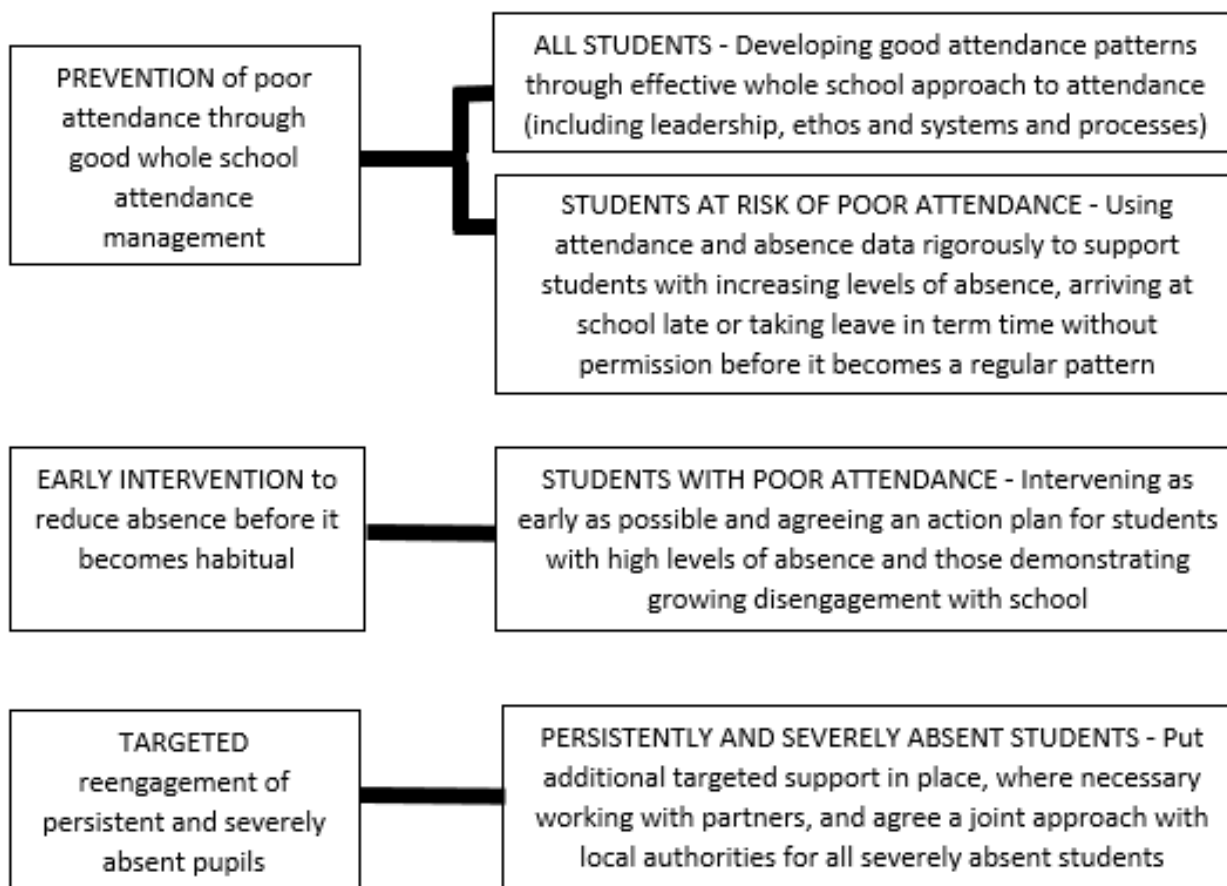 PREVENTION of poor
attendance through
good whole school
attendance
management
ALL STUDENTS - Developing good attendance patterns
through effective whole school approach to attendance
(including leadership, ethos and systems and processes)
STUDENTS AT RISK OF POOR ATTENDANCE - Using
attendance and absence data rigorously to support
students with increasing levels of absence, arriving at
school late or taking leave in term time without
permission before it becomes a regular pattern
EARLY INTERVENTION to
reduce absence before it
becomes habitual
STUDENTS WITH POOR ATTENDANCE - Intervening as
early as possible and agreeing an action plan for students
with high levels of absence and those demonstrating
growing disengagement with school
TARGETED
reengagement of
persistent and severely
absent pupils
PERSISTENTLY AND SEVERELY ABSENT STUDENTS - Put
additional targeted support in place, where necessary
working with partners, and agree a joint approach with
local authorities for all severely absent students